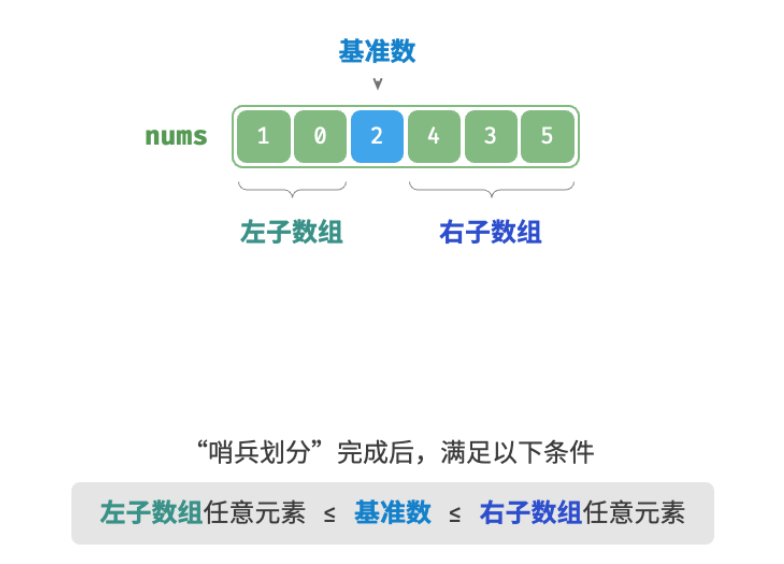 基准数
nums 1 0 2 4 3 5
左子数组 右子数组
“哨兵划分”完成后，满足以下条件
左子数组任意元素 ≤ 基准数 ≤ 右子数组任意元素